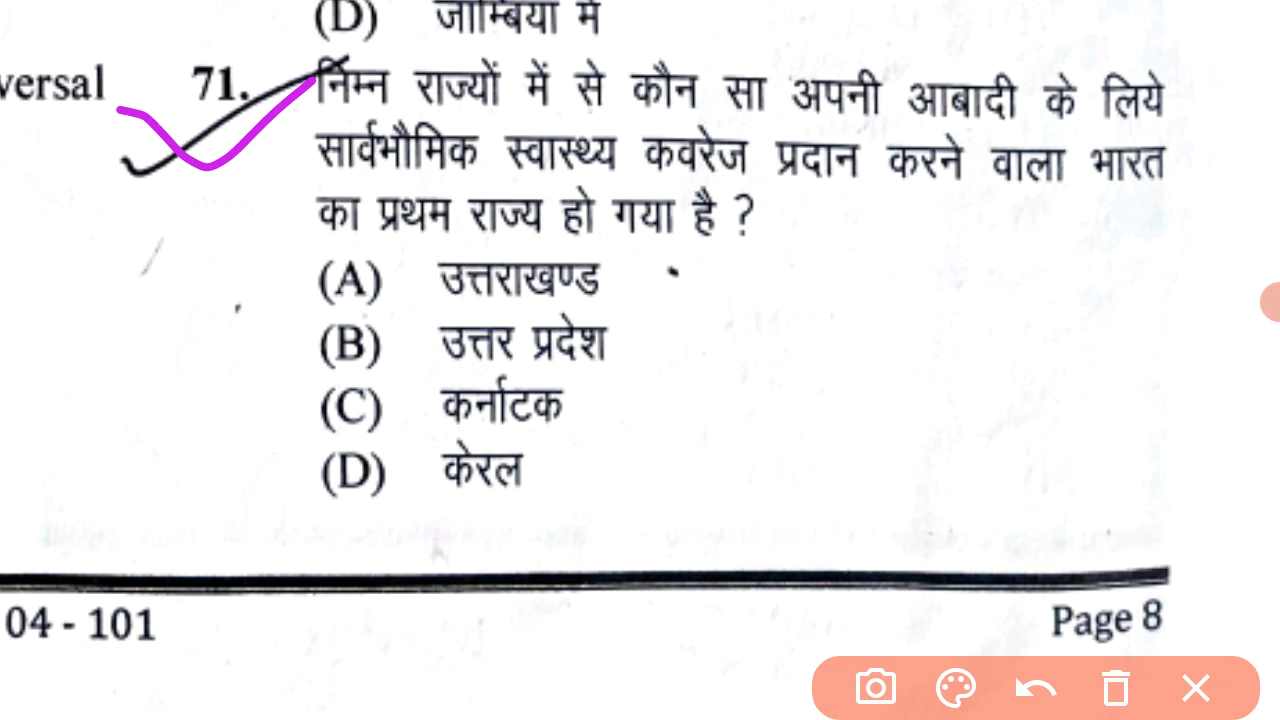 (D) जाम्बिया में
versal 71. निम्न राज्यों में से कौन सा अपनी आबादी के लिये
सार्वभौमिक स्वास्थ्य कवरेज प्रदान करने वाला भारत
का प्रथम राज्य हो गया है ?
(A) उत्तराखण्ड
(B) उत्तर प्रदेश
(C) कर्नाटक
(D) केरल
04 - 101 Page 8